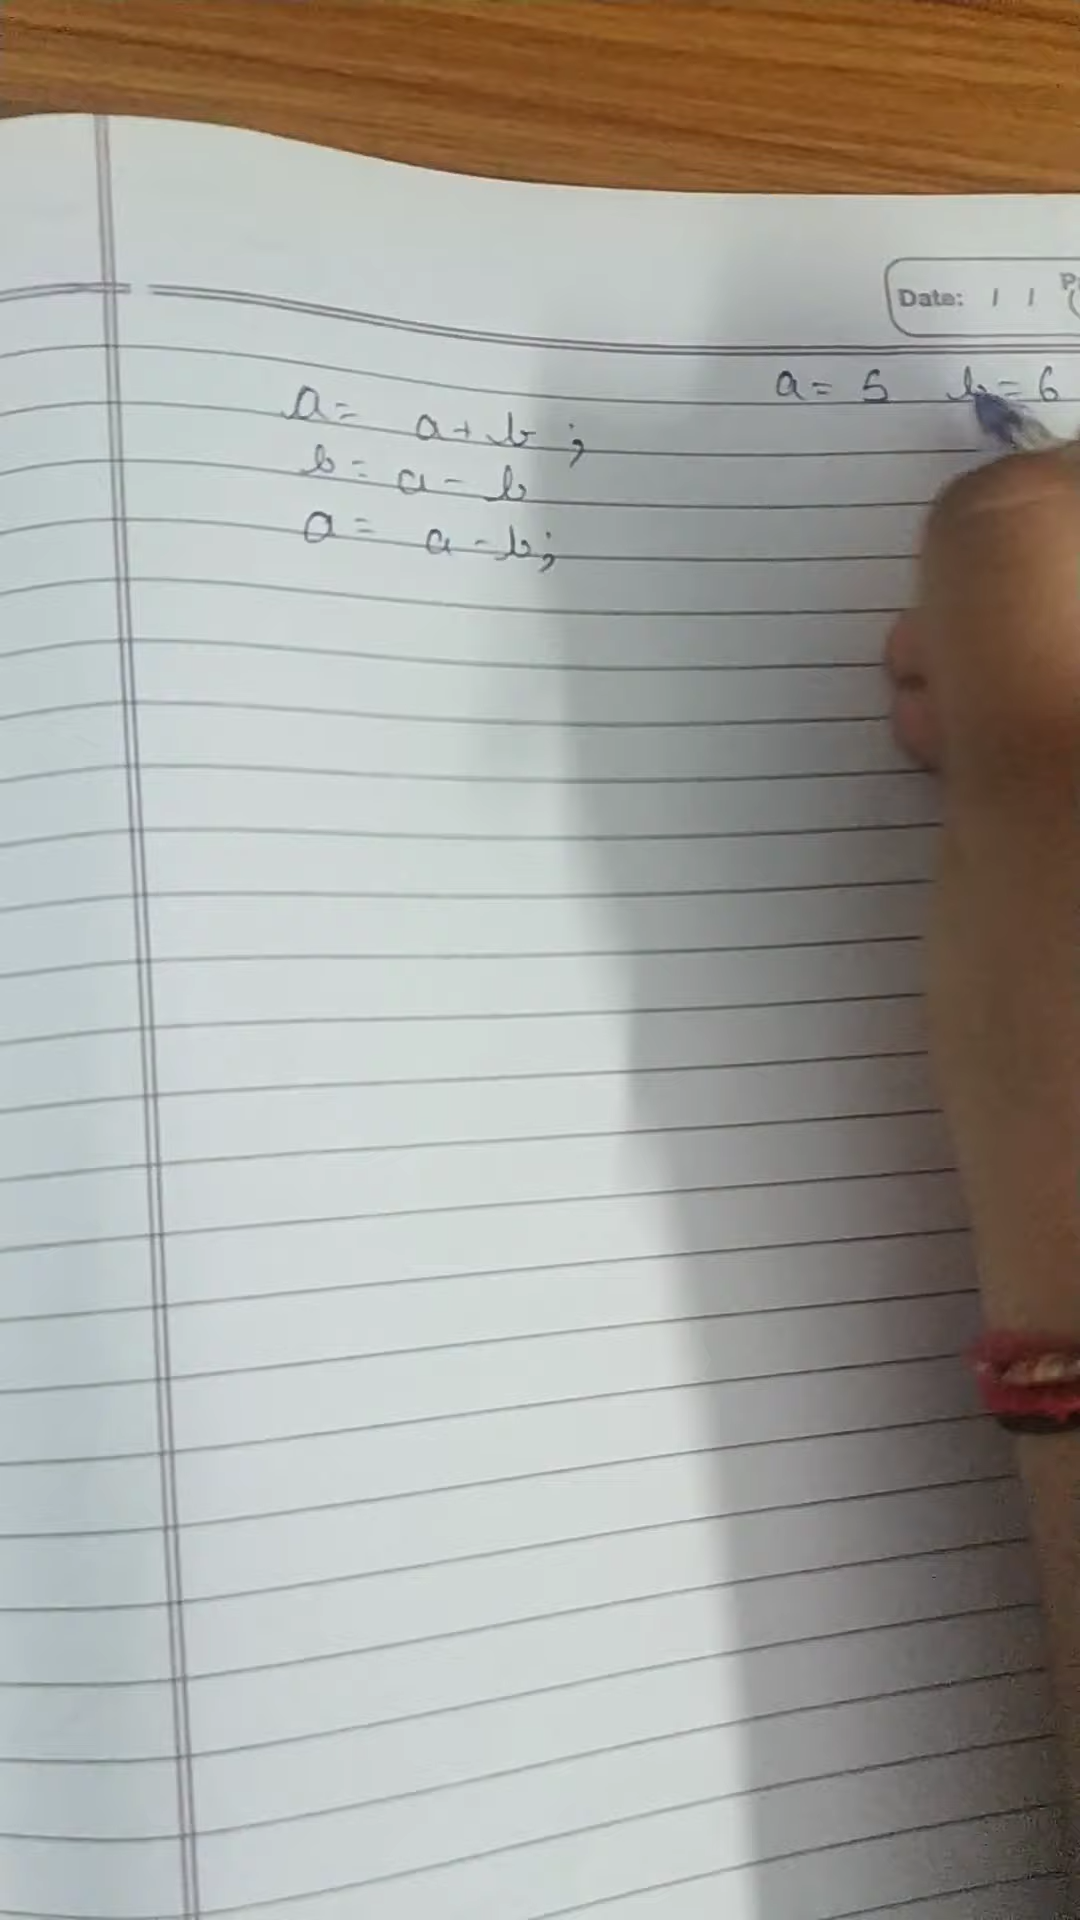 Date: / /
a = 5 b = 6
a = a + b ;
b = a - b
a = a - b;